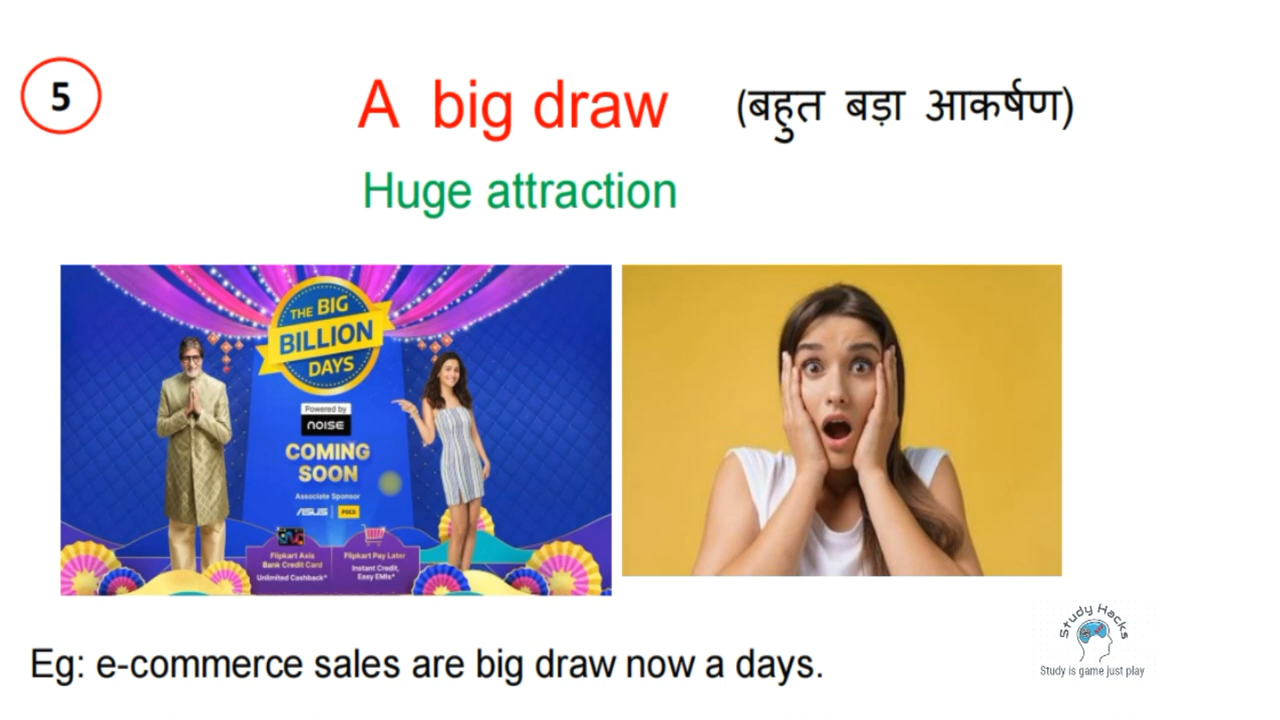 5
A big draw (बहुत बड़ा आकर्षण)
Huge attraction
THE BIG
BILLION
DAYS
Powered by
NOISE
COMING
SOON
Associate Sponsor
ASUS | POCO
Flipkart Axis
Bank Credit Card
Unlimited Cashback*
Flipkart Pay Later
Instant Credit,
Easy EMIs*
Eg: e-commerce sales are big draw now a days.
Study Hacks
Study is game just play